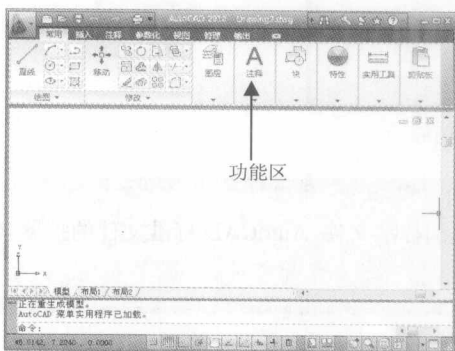 AutoCAD 2010 Drawing2.dwg
常用 插入 注释 参数化 视图 管理 输出
直线 移动 图层 注释 块 特性 实用工具 剪贴板
绘图 修改
功能区
Y
X
模型 布局1 布局2
正在重生成模型。
AutoCAD 菜单实用程序已加载。
命令: